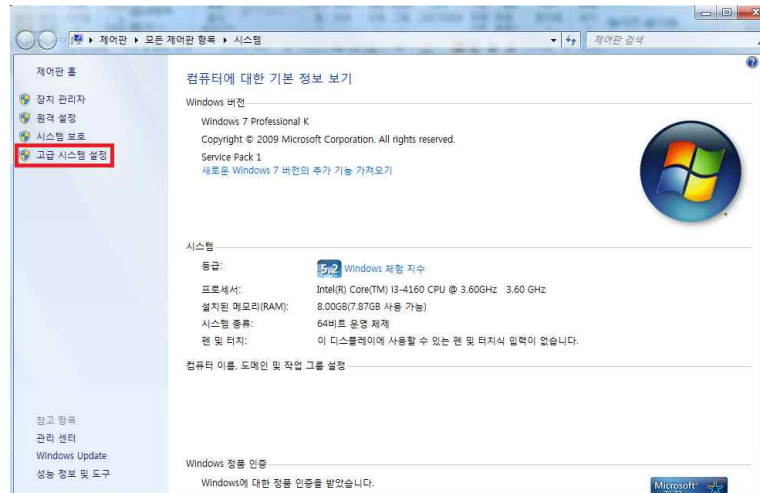 제어판 ▸ 모든 제어판 항목 ▸ 시스템
제어판 검색
제어판 홈
장치 관리자
원격 설정
시스템 보호
고급 시스템 설정
컴퓨터에 대한 기본 정보 보기
Windows 버전
Windows 7 Professional K
Copyright © 2009 Microsoft Corporation. All rights reserved.
Service Pack 1
새로운 Windows 7 버전의 추가 기능 가져오기
시스템
등급: 5,2 Windows 체험 지수
프로세서: Intel(R) Core(TM) i3-4160 CPU @ 3.60GHz 3.60 GHz
설치된 메모리(RAM): 8.00GB(7.87GB 사용 가능)
시스템 종류: 64비트 운영 체제
펜 및 터치: 이 디스플레이에 사용할 수 있는 펜 및 터치식 입력이 없습니다.
컴퓨터 이름, 도메인 및 작업 그룹 설정
참고 항목
관리 센터
Windows Update
성능 정보 및 도구
Windows 정품 인증
Windows에 대한 정품 인증을 받았습니다.
Microsoft